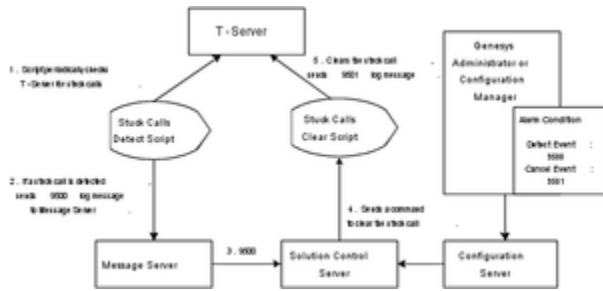 T-Server
1. Script periodically checks
T-Server for stuck calls
5. Clears the stuck call
sends 9501 log message
Genesys
Administrator or
Configuration
Manager
Stuck Calls
Detect Script
Stuck Calls
Clear Script
Alarm Condition
Detect Event :
9500
Cancel Event :
9501
2. If a stuck call is detected
sends 9500 log message
to Message Server
4. Sends a command
to clear the stuck call
3. 9500
Message Server
Solution Control
Server
Configuration
Server